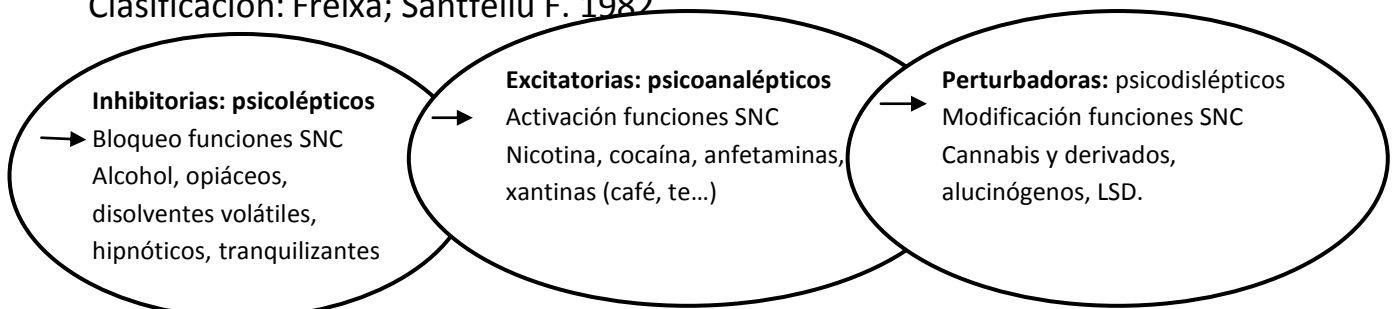 Clasificación: Freixa; Santfeliu F. 1982
Inhibitorias: psicolépticos
Bloqueo funciones SNC
Alcohol, opiáceos,
disolventes volátiles,
hipnóticos, tranquilizantes
Excitatorias: psicoanalépticos
Activación funciones SNC
Nicotina, cocaína, anfetaminas,
xantinas (café, te…)
Perturbadoras: psicodislépticos
Modificación funciones SNC
Cannabis y derivados,
alucinógenos, LSD.